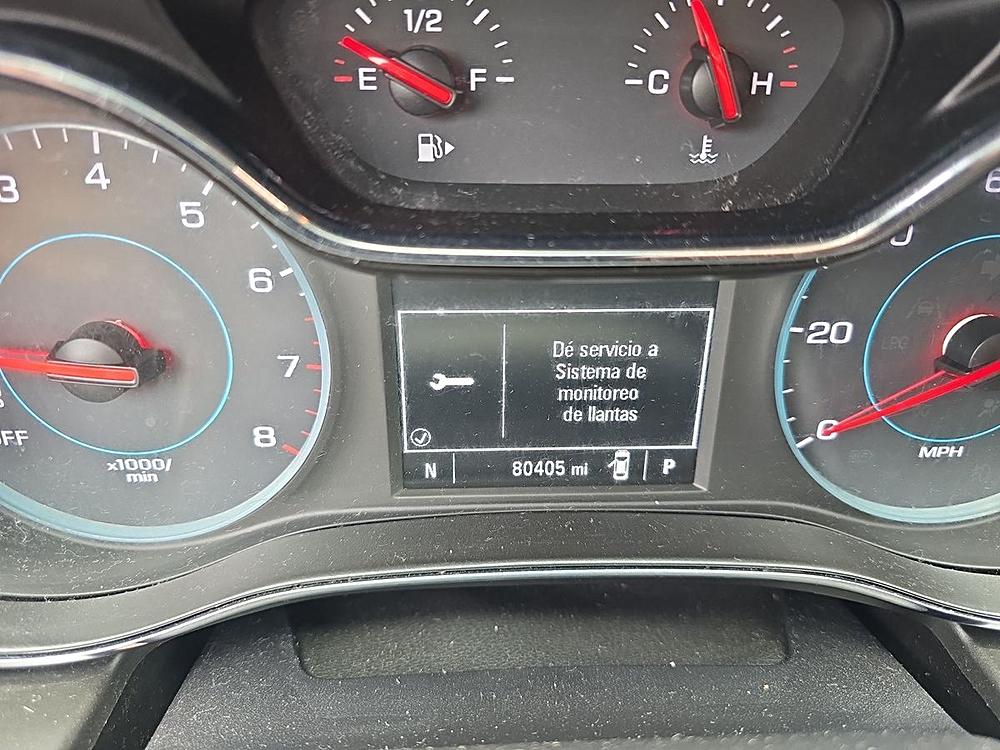 1/2
E
F
C
H
3
4
5
6
7
8
x1000/
min
Dé servicio a
Sistema de
monitoreo
de llantas
N
80405 mi
P
20
0
MPH